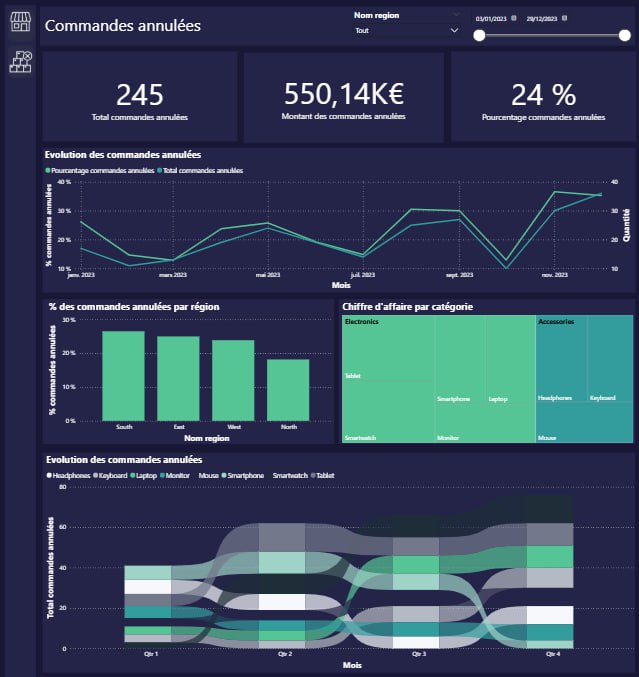 Commandes annulées
Nom region
Tout
03/01/2023
29/12/2023
245
Total commandes annulées
550,14K€
Montant des commandes annulées
24 %
Pourcentage commandes annulées
Evolution des commandes annulées
Pourcentage commandes annulées Total commandes annulées
% commandes annulées
40 %
30 %
20 %
10 %
40
30
20
10
Quantité
janv. 2023 mars 2023 mai 2023 juil. 2023 sept. 2023 nov. 2023
Mois
% des commandes annulées par région
% commandes annulées
30 %
20 %
10 %
0 %
South East West North
Nom region
Chiffre d'affaire par catégorie
Electronics
Tablet
Smartwatch
Smartphone
Laptop
Monitor
Accessories
Headphones
Keyboard
Mouse
Evolution des commandes annulées
Headphones Keyboard Laptop Monitor Mouse Smartphone Smartwatch Tablet
Total commandes annulées
80
60
40
20
0
Qtr 1 Qtr 2 Qtr 3 Qtr 4
Mois